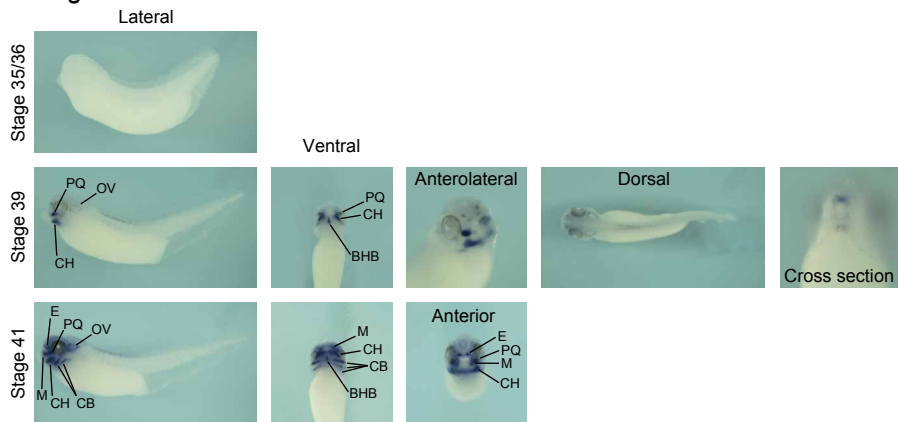 Lateral
Stage 35/36
Ventral
Stage 39
PQ
OV
CH
PQ
CH
BHB
Anterolateral
Dorsal
Cross section
Stage 41
E
PQ
OV
M
CH
CB
M
CH
CB
BHB
Anterior
E
PQ
M
CH